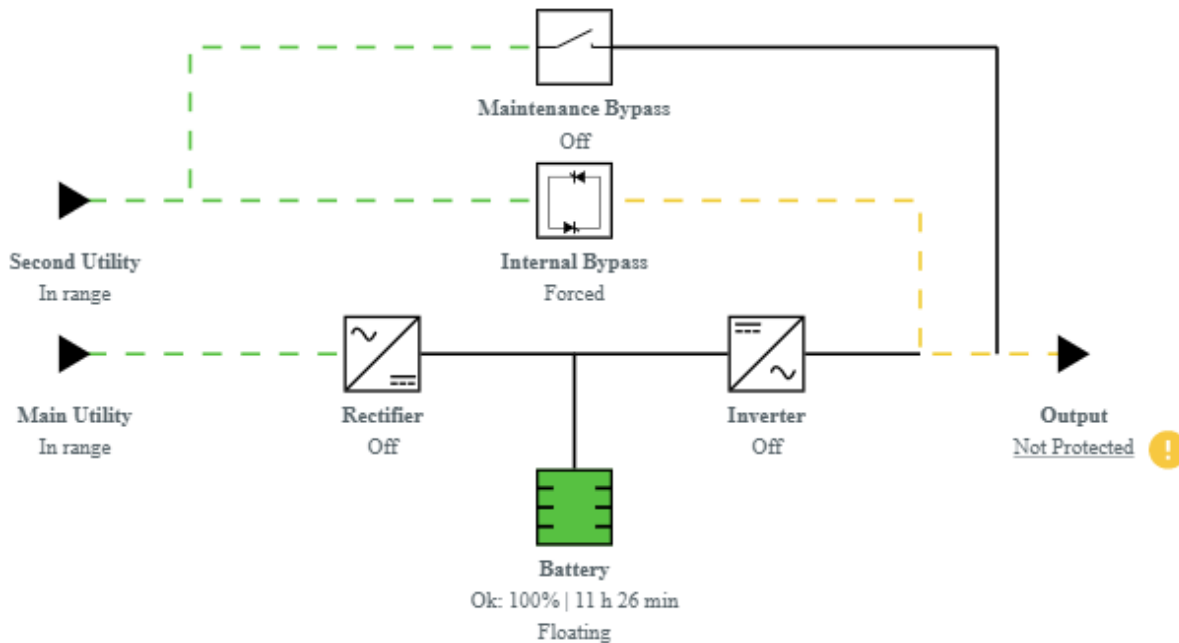 Maintenance Bypass
Off
Second Utility
In range
Internal Bypass
Forced
Main Utility
In range
Rectifier
Off
Inverter
Off
Output
Not Protected
!
Battery
Ok: 100% | 11 h 26 min
Floating